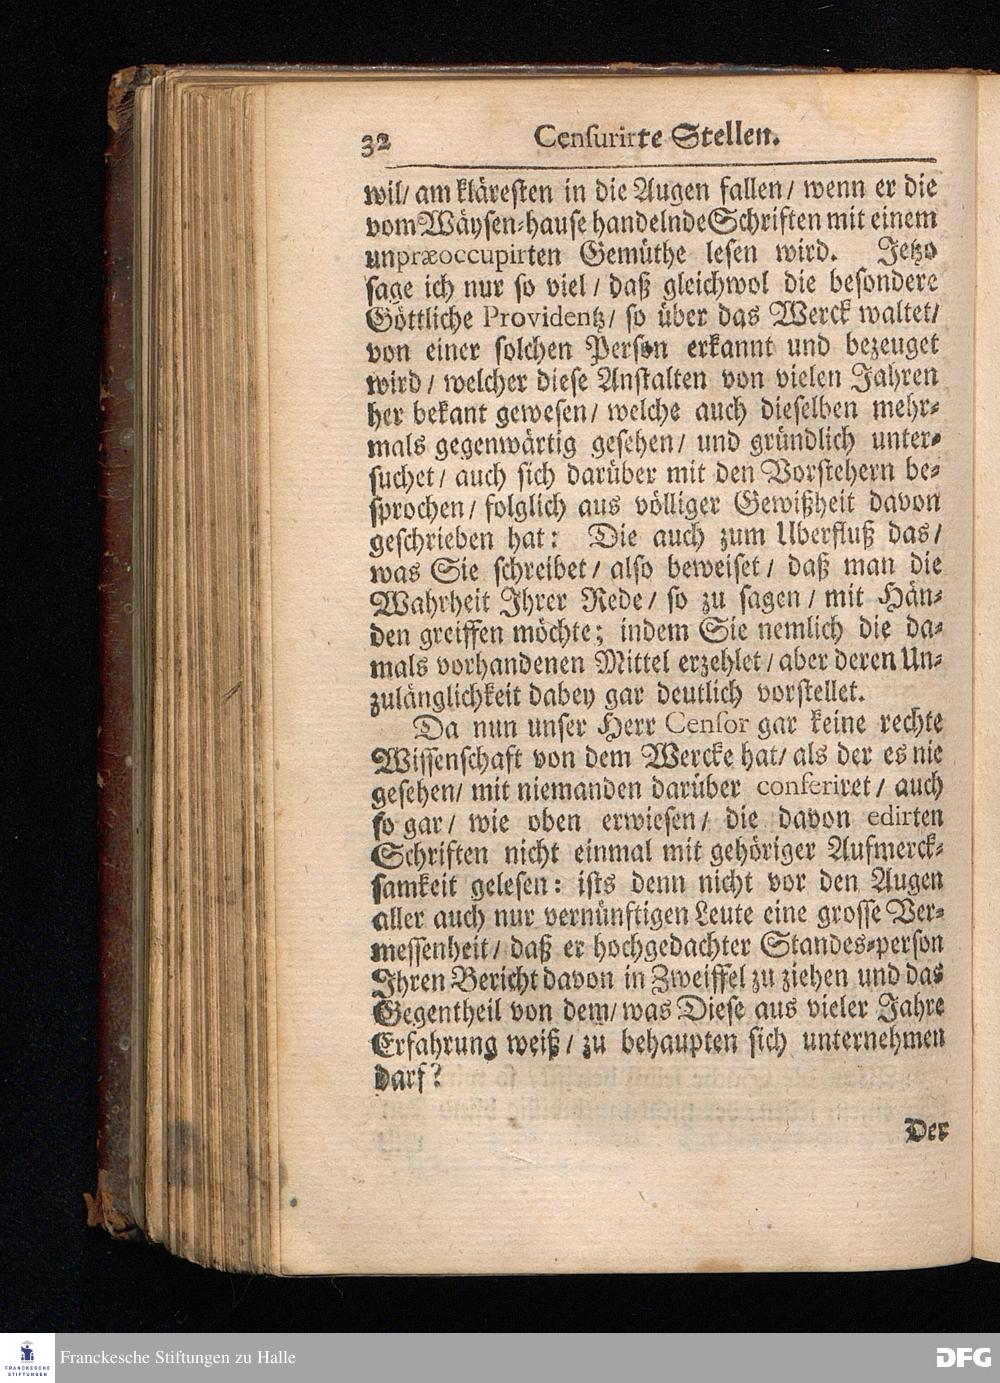 32 Censurirte Stellen.
wil/ am kläresten in die Augen fallen/ wenn er die
vom Wäysen-hause handelnde Schriften mit einem
unpræoccupirten Gemüthe lesen wird. Jetzo
sage ich nur so viel/ daß gleichwol die besondere
Göttliche Providentz/ so über das Werck waltet/
von einer solchen Person erkannt und bezeuget
wird/ welcher diese Anstalten von vielen Jahren
her bekant gewesen/ welche auch dieselben mehr-
mals gegenwärtig gesehen/ und gründlich unter-
suchet/ auch sich darüber mit den Vorstehern be-
sprochen/ folglich aus völliger Gewißheit davon
geschrieben hat: Die auch zum Uberfluß das/
was Sie schreibet/ also beweiset/ daß man die
Wahrheit Ihrer Rede/ so zu sagen/ mit Hän-
den greiffen möchte; indem Sie nemlich die da-
mals vorhandenen Mittel erzehlet/ aber deren Un-
zulänglichkeit dabey gar deutlich vorstellet.
Da nun unser Herr Censor gar keine rechte
Wissenschaft von dem Wercke hat/ als der es nie
gesehen/ mit niemanden darüber conferiret/ auch
so gar/ wie oben erwiesen/ die davon edirten
Schriften nicht einmal mit gehöriger Aufmerck-
samkeit gelesen: ists denn nicht vor den Augen
aller auch nur vernünftigen Leute eine grosse Ver-
messenheit/ daß er hochgedachter Standes-person
Ihren Bericht davon in Zweiffel zu ziehen und das
Gegentheil von dem/ was Diese aus vieler Jahre
Erfahrung weiß/ zu behaupten sich unternehmen
darf?
Der
FRANCKESCHE
STIFTUNGEN
Franckesche Stiftungen zu Halle
DFG